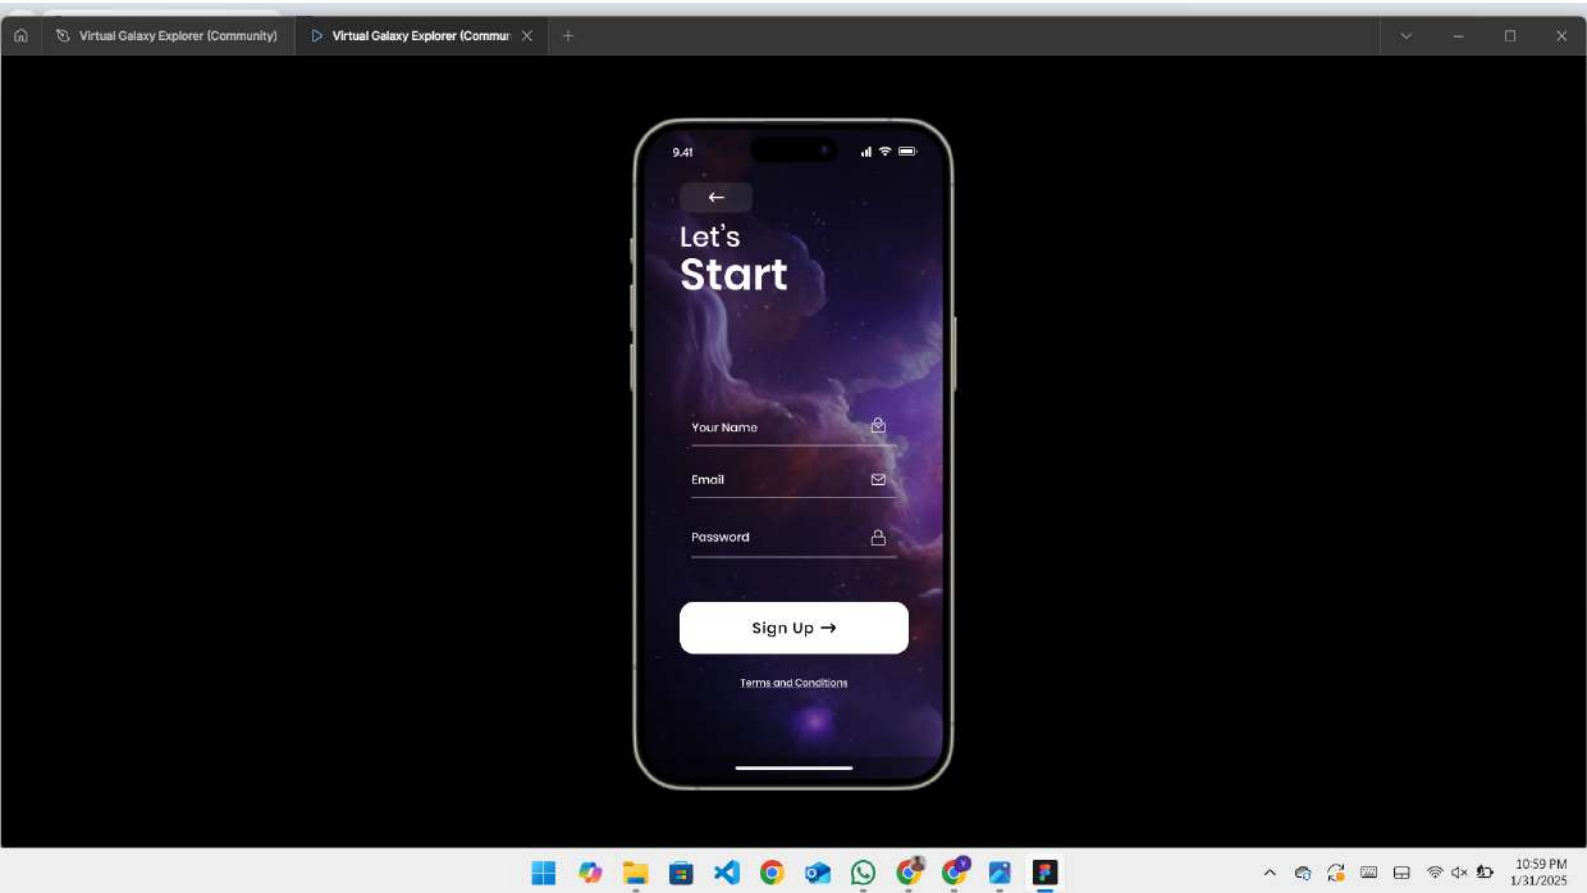 Virtual Galaxy Explorer (Community)
Virtual Galaxy Explorer (Commur
9.41
Let's
Start
Your Name
Email
Password
Sign Up →
Terms and Conditions
10:59 PM
1/31/2025